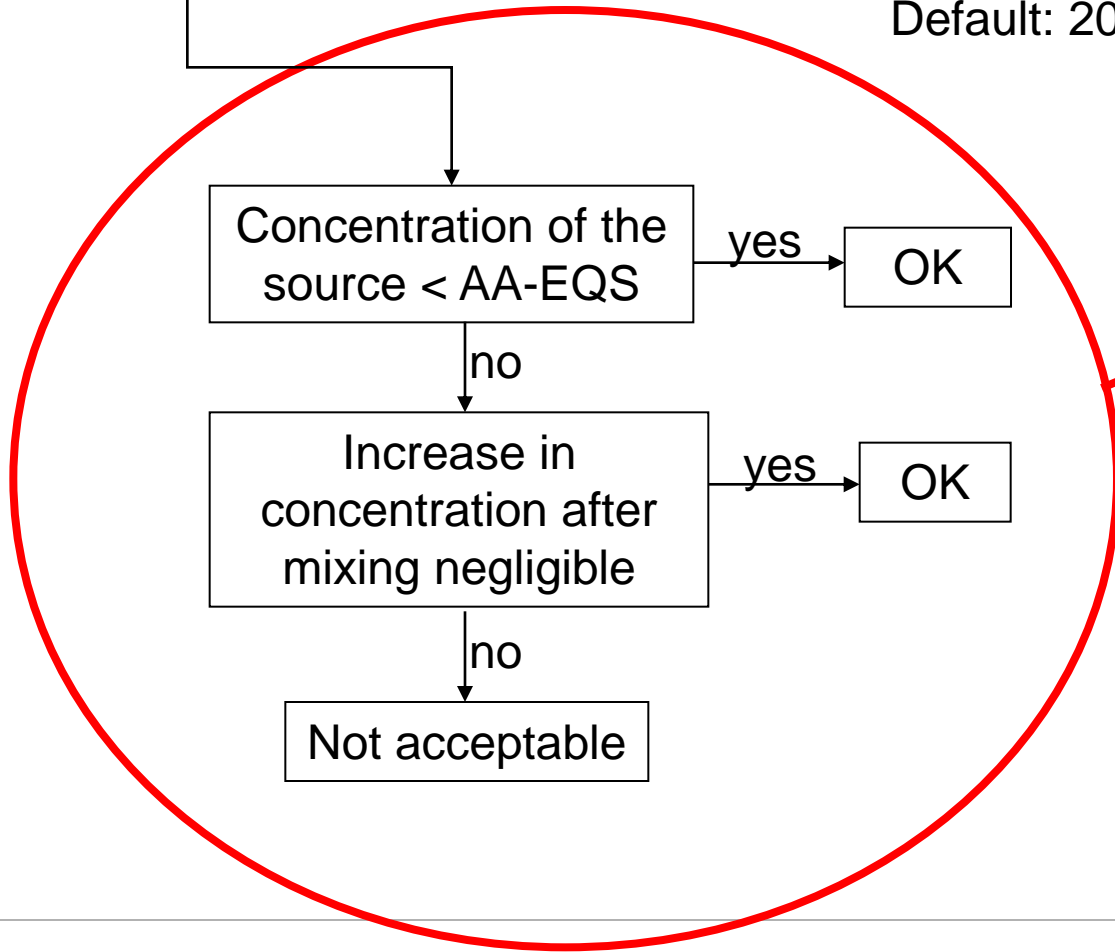 Default: 20
Concentration of the
source < AA-EQS
yes
OK
no
Increase in
concentration after
mixing negligible
yes
OK
no
Not acceptable